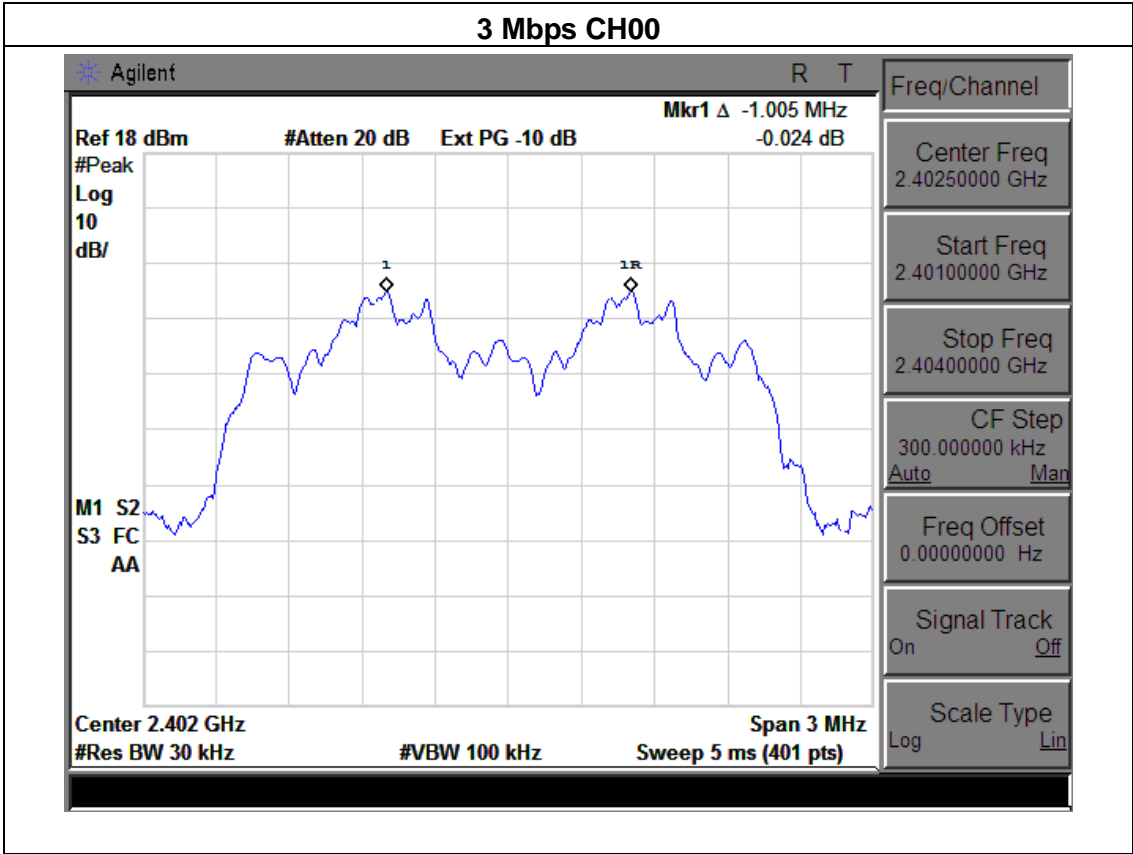 3 Mbps CH00
Agilent R T
Mkr1 Δ -1.005 MHz
Ref 18 dBm #Atten 20 dB Ext PG -10 dB -0.024 dB
#Peak
Log
10
dB/
1 1R
M1 S2
S3 FC
AA
Center 2.402 GHz Span 3 MHz
#Res BW 30 kHz #VBW 100 kHz Sweep 5 ms (401 pts)
Freq/Channel
Center Freq
2.40250000 GHz
Start Freq
2.40100000 GHz
Stop Freq
2.40400000 GHz
CF Step
300.000000 kHz
Auto Man
Freq Offset
0.00000000 Hz
Signal Track
On Off
Scale Type
Log Lin